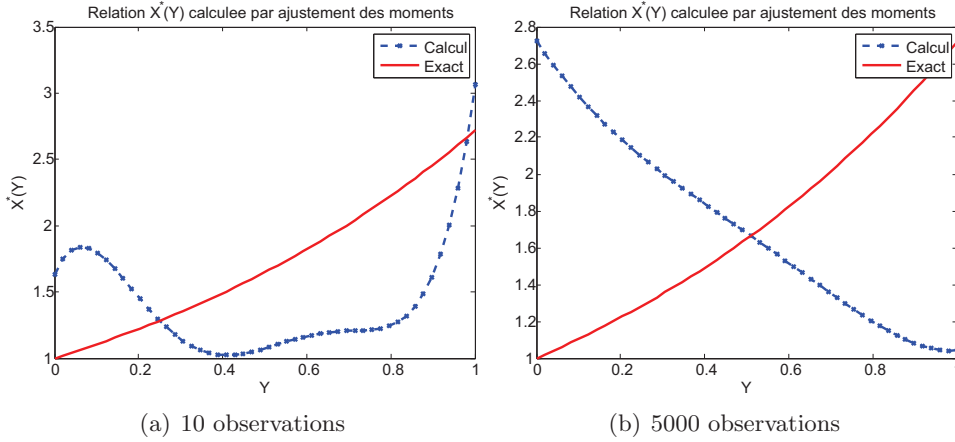 Relation X*(Y) calculee par ajustement des moments
3.5
3
2.5
2
1.5
1
X*(Y)
0
0.2
0.4
0.6
0.8
1
Y
Calcul
Exact
(a) 10 observations
Relation X*(Y) calculee par ajustement des moments
2.8
2.6
2.4
2.2
2
1.8
1.6
1.4
1.2
1
X*(Y)
0
0.2
0.4
0.6
0.8
1
Y
Calcul
Exact
(b) 5000 observations